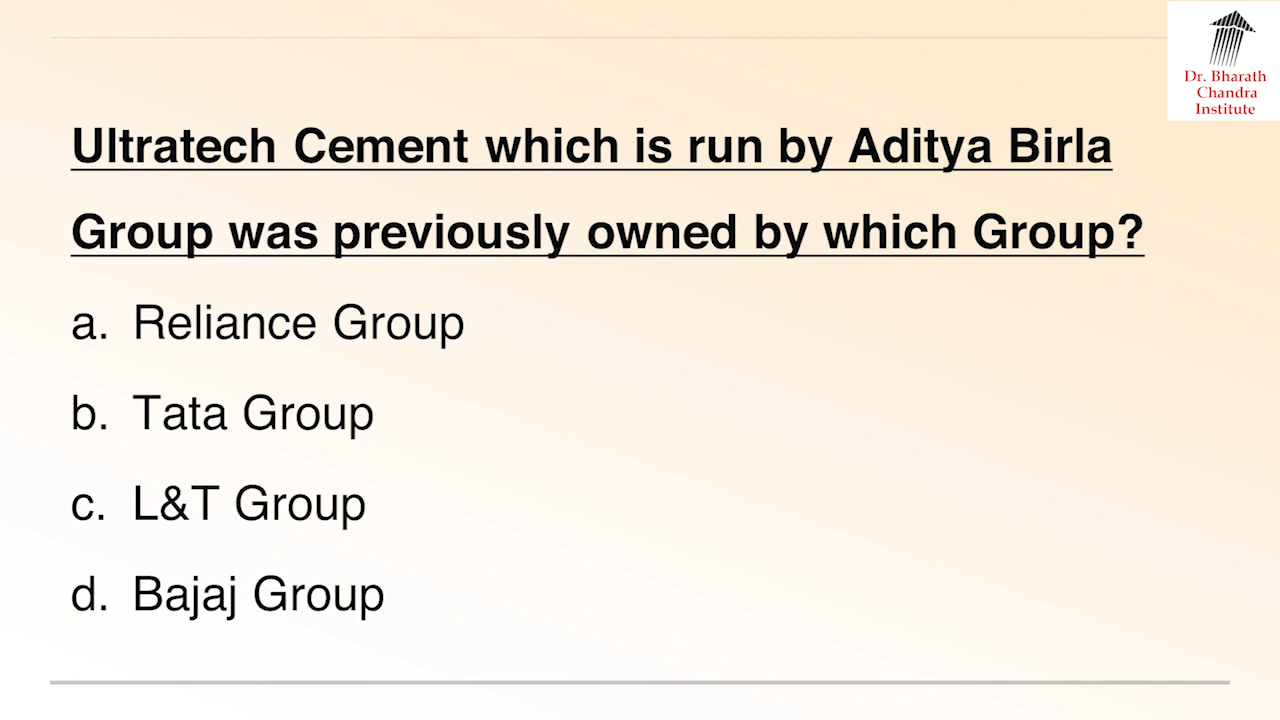 Dr. Bharath
Chandra
Institute
Ultratech Cement which is run by Aditya Birla
Group was previously owned by which Group?
a. Reliance Group
b. Tata Group
c. L&T Group
d. Bajaj Group